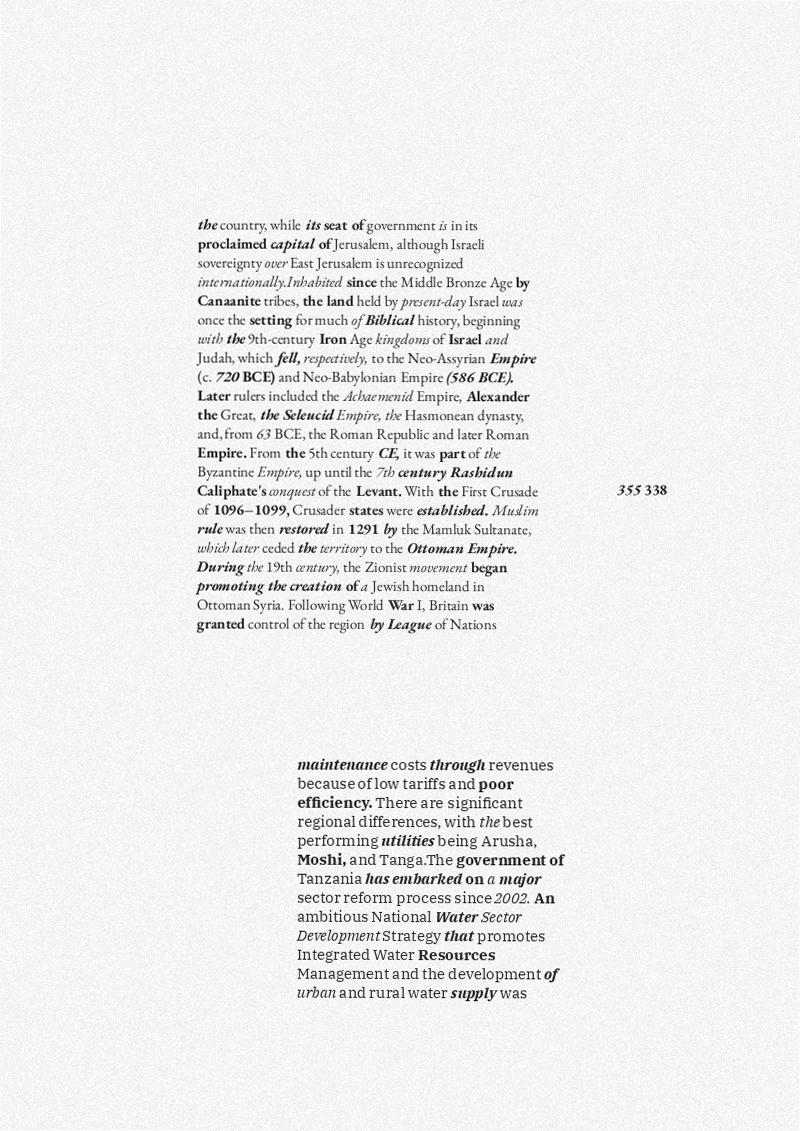 the country, while its seat of government is in its
proclaimed capital of Jerusalem, although Israeli
sovereignty over East Jerusalem is unrecognized
internationally.Inhabited since the Middle Bronze Age by
Canaanite tribes, the land held by present-day Israel was
once the setting for much of Biblical history, beginning
with the 9th-century Iron Age kingdoms of Israel and
Judah, which fell, respectively, to the Neo-Assyrian Empire
(c. 720 BCE) and Neo-Babylonian Empire (586 BCE).
Later rulers included the Achaemenid Empire, Alexander
the Great, the Seleucid Empire, the Hasmonean dynasty,
and, from 63 BCE, the Roman Republic and later Roman
Empire. From the 5th century CE, it was part of the
Byzantine Empire, up until the 7th century Rashidun
Caliphate's conquest of the Levant. With the First Crusade
of 1096–1099, Crusader states were established. Muslim
rule was then restored in 1291 by the Mamluk Sultanate,
which later ceded the territory to the Ottoman Empire.
During the 19th century, the Zionist movement began
promoting the creation of a Jewish homeland in
Ottoman Syria. Following World War I, Britain was
granted control of the region by League of Nations
355 338
maintenance costs through revenues
because of low tariffs and poor
efficiency. There are significant
regional differences, with the best
performing utilities being Arusha,
Moshi, and Tanga.The government of
Tanzania has embarked on a major
sector reform process since 2002. An
ambitious National Water Sector
Development Strategy that promotes
Integrated Water Resources
Management and the development of
urban and rural water supply was